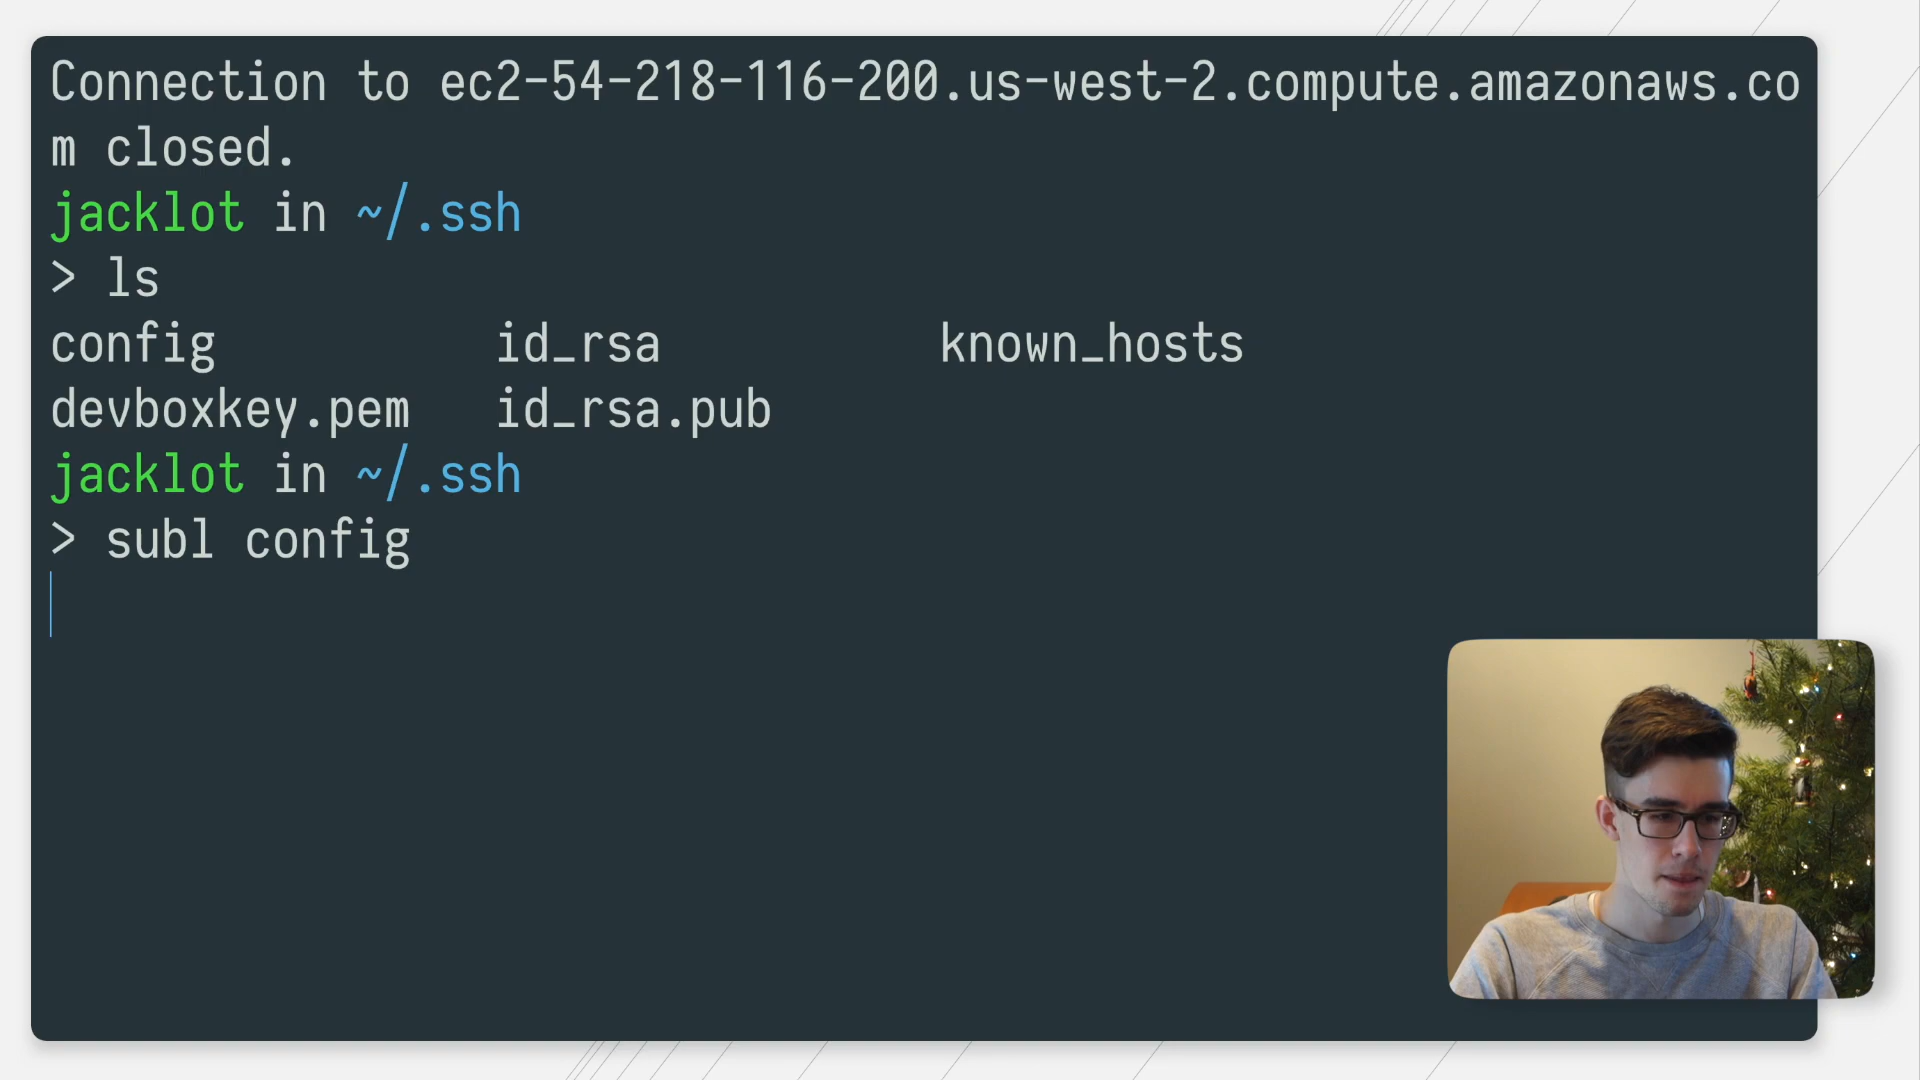 Connection to ec2-54-218-116-200.us-west-2.compute.amazonaws.co
m closed.
jacklot in ~/.ssh
> ls
config id_rsa known_hosts
devboxkey.pem id_rsa.pub
jacklot in ~/.ssh
> subl config